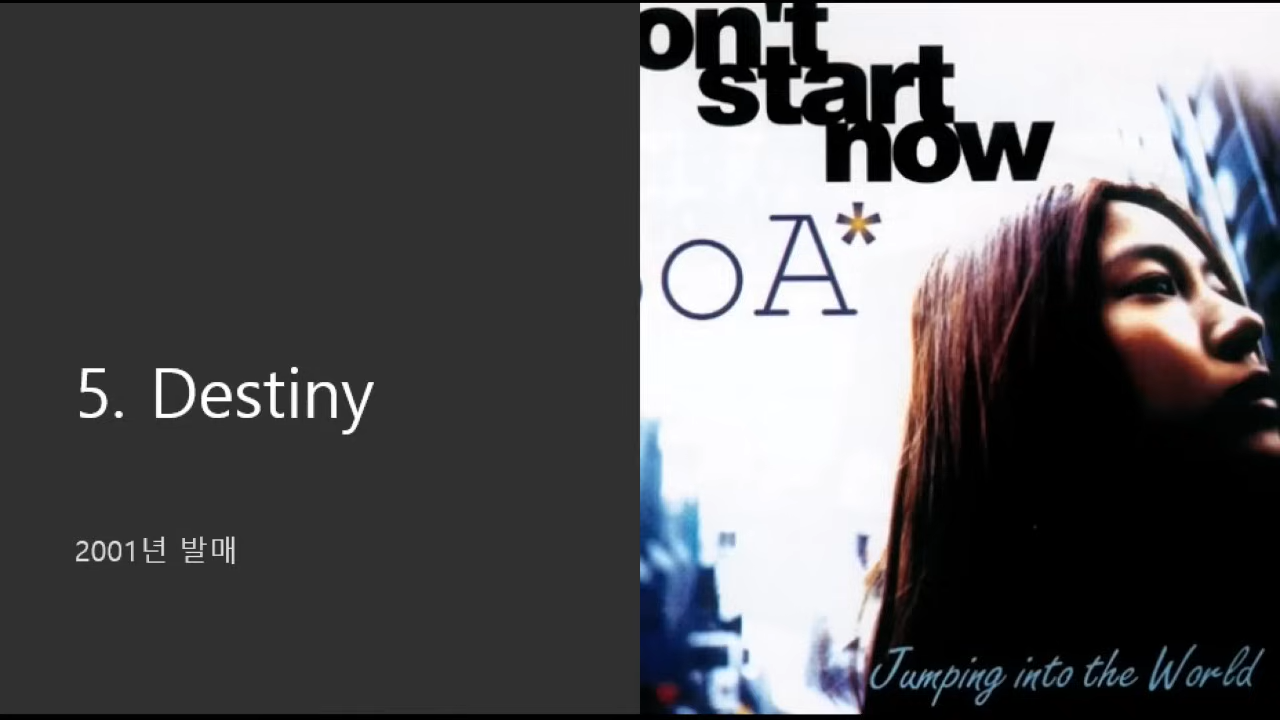 5. Destiny
2001년 발매
on't
start
now
oA*
Jumping into the World